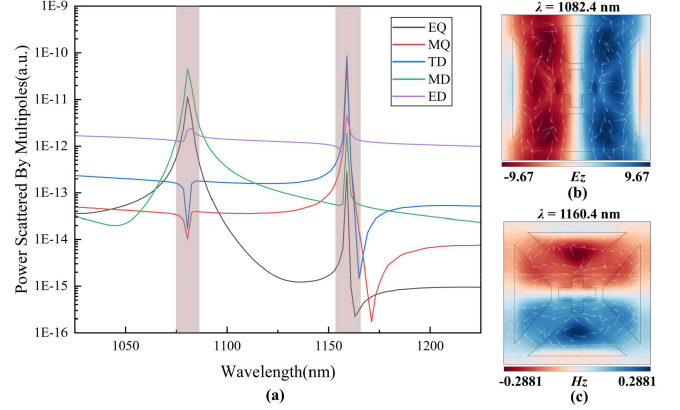 1E-9
1E-10
1E-11
1E-12
1E-13
1E-14
1E-15
1E-16
Power Scattered By Multipoles(a.u.)
EQ
MQ
TD
MD
ED
1050
1100
1150
1200
Wavelength(nm)
(a)
λ = 1082.4 nm
-9.67 Ez 9.67
(b)
λ = 1160.4 nm
-0.2881 Hz 0.2881
(c)